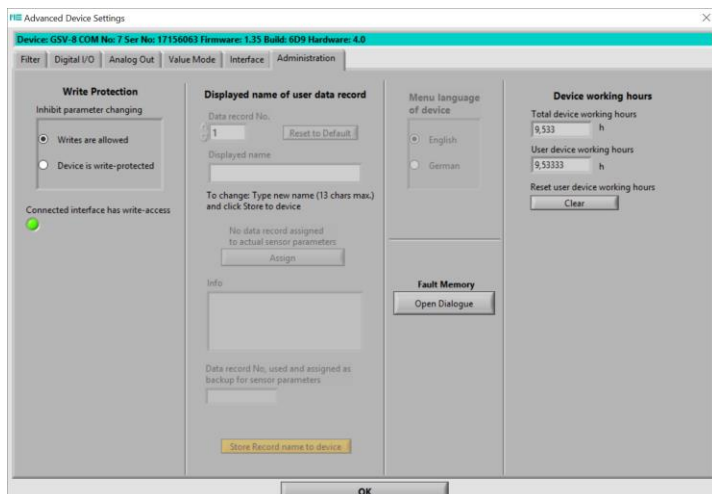 ME Advanced Device Settings
Device: GSV-8 COM No: 7 Ser No: 17156063 Firmware: 1.35 Build: 6D9 Hardware: 4.0
Filter Digital I/O Analog Out Value Mode Interface Administration
Write Protection
Inhibit parameter changing
Writes are allowed
Device is write-protected
Connected interface has write-access
Displayed name of user data record
Data record No.
1 Reset to Default
Displayed name
To change: Type new name (13 chars max.)
and click Store to device
No data record assigned
to actual sensor parameters
Assign
Info
Data record No, used and assigned as
backup for sensor parameters
Store Record name to device
Menu language
of device
English
German
Fault Memory
Open Dialogue
Device working hours
Total device working hours
9,533 h
User device working hours
9,53333 h
Reset user device working hours
Clear
OK